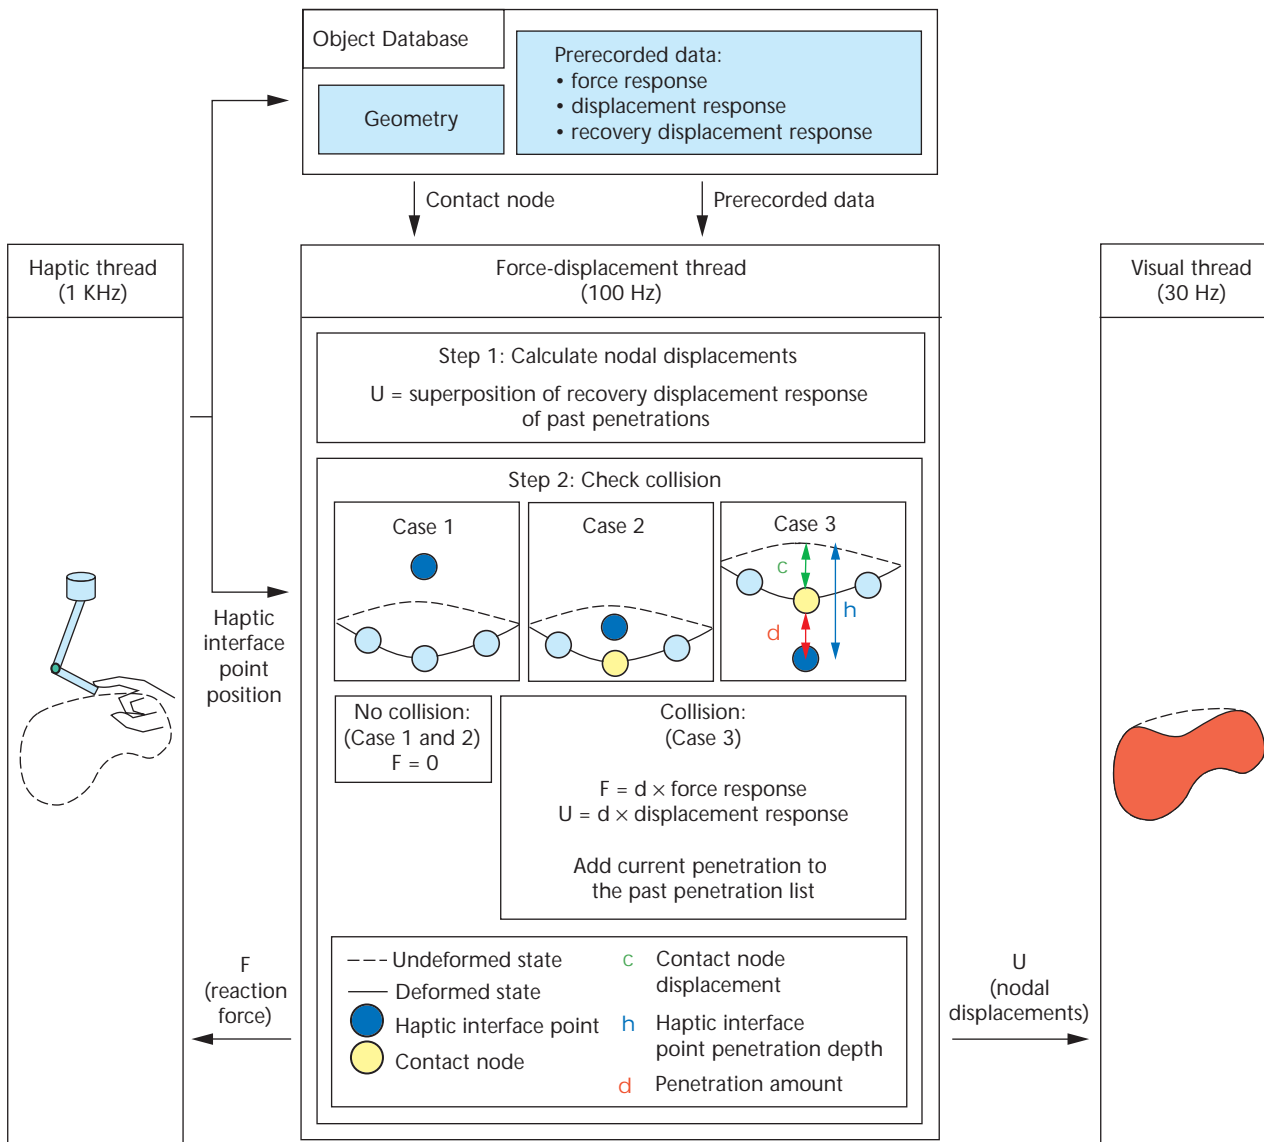 Object Database
Geometry
Prerecorded data:
• force response
• displacement response
• recovery displacement response
Contact node
Prerecorded data
Haptic thread
(1 KHz)
Force-displacement thread
(100 Hz)
Visual thread
(30 Hz)
Step 1: Calculate nodal displacements
U = superposition of recovery displacement response
of past penetrations
Step 2: Check collision
Case 1
Case 2
Case 3
c
h
d
Haptic
interface
point
position
No collision:
(Case 1 and 2)
F = 0
Collision:
(Case 3)
F = d × force response
U = d × displacement response
Add current penetration to
the past penetration list
F
(reaction
force)
Undeformed state
Deformed state
Haptic interface point
Contact node
c Contact node
displacement
h Haptic interface
point penetration depth
d Penetration amount
U
(nodal
displacements)